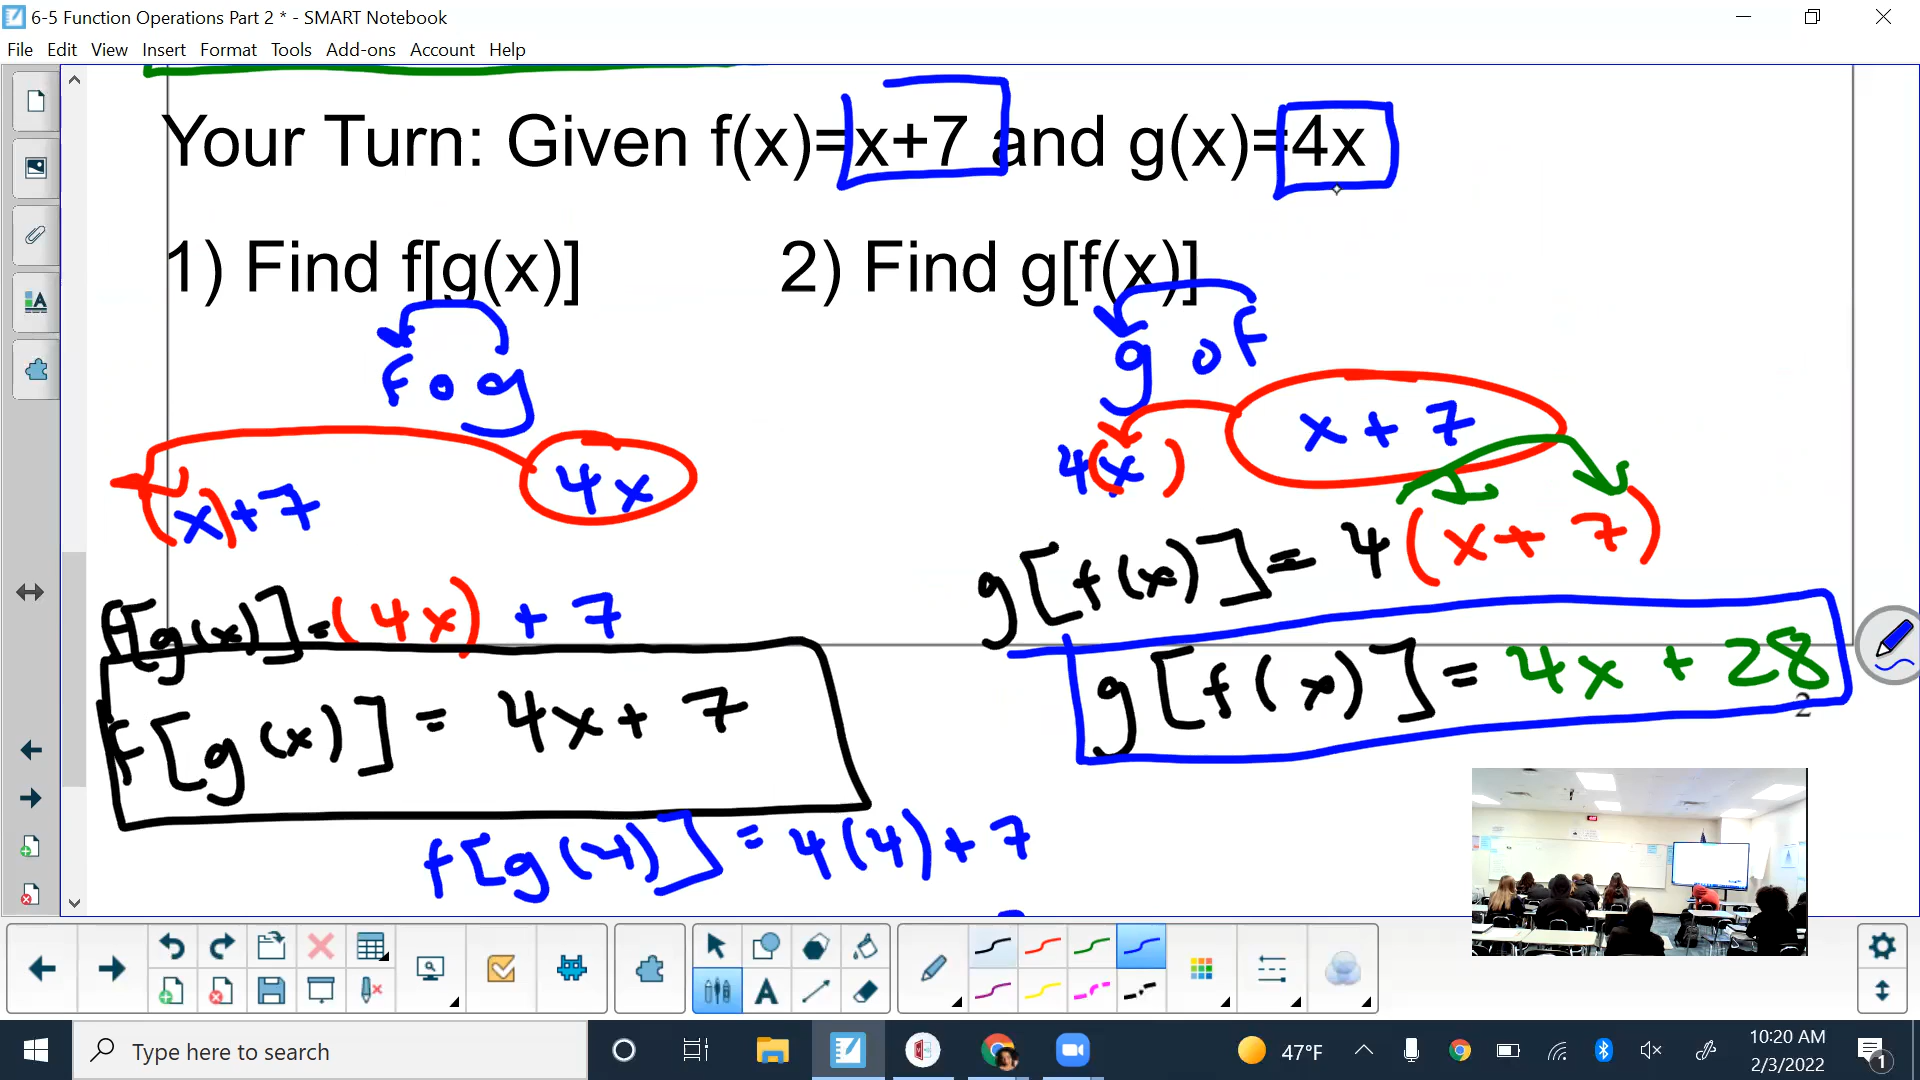 6-5 Function Operations Part 2 * - SMART Notebook
File Edit View Insert Format Tools Add-ons Account Help
Your Turn: Given f(x)=x+7 and g(x)=4x
1) Find f[g(x)] 2) Find g[f(x)]
f o g
g o f
(x)+7 4x
4(x) x+7
g[f(x)] = 4(x+7)
f[g(x)] = (4x) + 7
g[f(x)] = 4x + 28
f[g(x)] = 4x + 7
2
f[g(4)] = 4(4) + 7
Type here to search
47°F
10:20 AM
2/3/2022
1